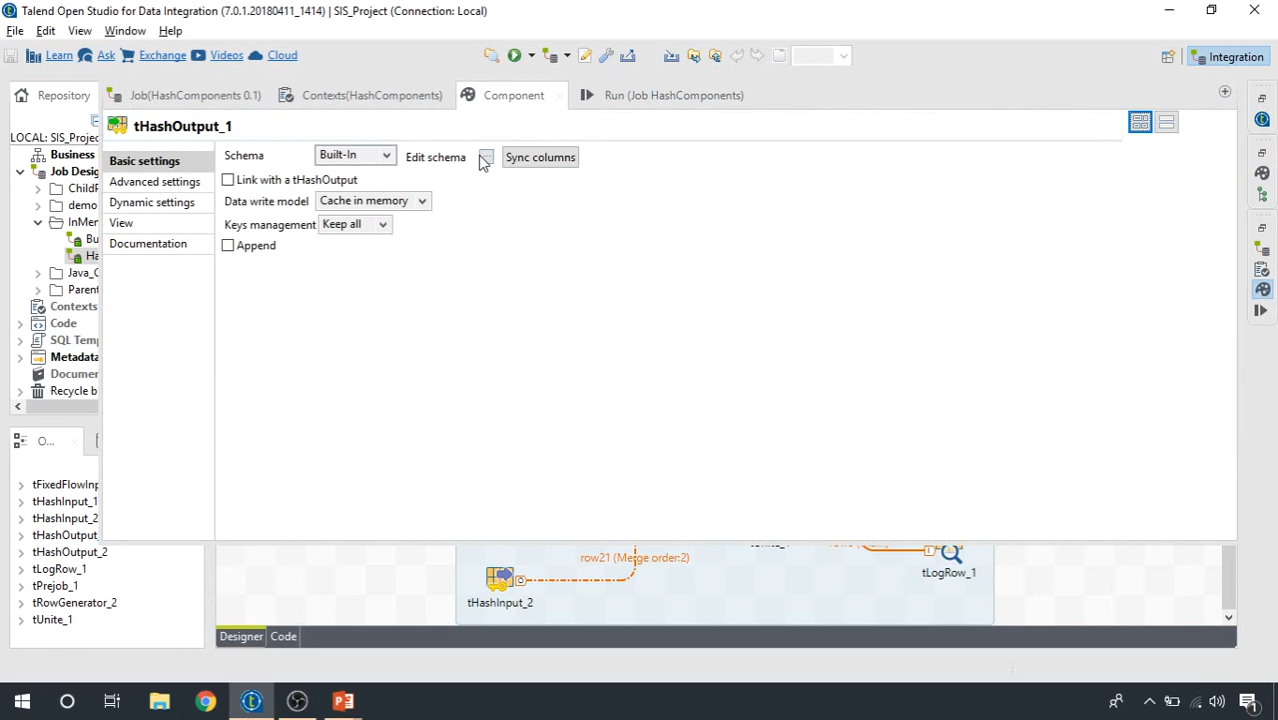 Talend Open Studio for Data Integration (7.0.1.20180411_1414) | SIS_Project (Connection: Local)
File Edit View Window Help
Learn Ask Exchange Videos Cloud Integration
Repository Job(HashComponents 0.1) Contexts(HashComponents) Component Run (Job HashComponents)
tHashOutput_1
LOCAL: SIS_Proje
Business
Job Desig
ChildP
demo
InMen
Bu
Ha
Java_C
Parent
Contexts
Code
SQL Temp
Metadata
Documen
Recycle b
Basic settings
Advanced settings
Dynamic settings
View
Documentation
Schema Built-In Edit schema Sync columns
Link with a tHashOutput
Data write model Cache in memory
Keys management Keep all
Append
O...
tFixedFlowInp
tHashInput_1
tHashInput_2
tHashOutput_
tHashOutput_2
tLogRow_1
tPrejob_1
tRowGenerator_2
tUnite_1
row21 (Merge order:2)
tHashInput_2
tLogRow_1
Designer Code